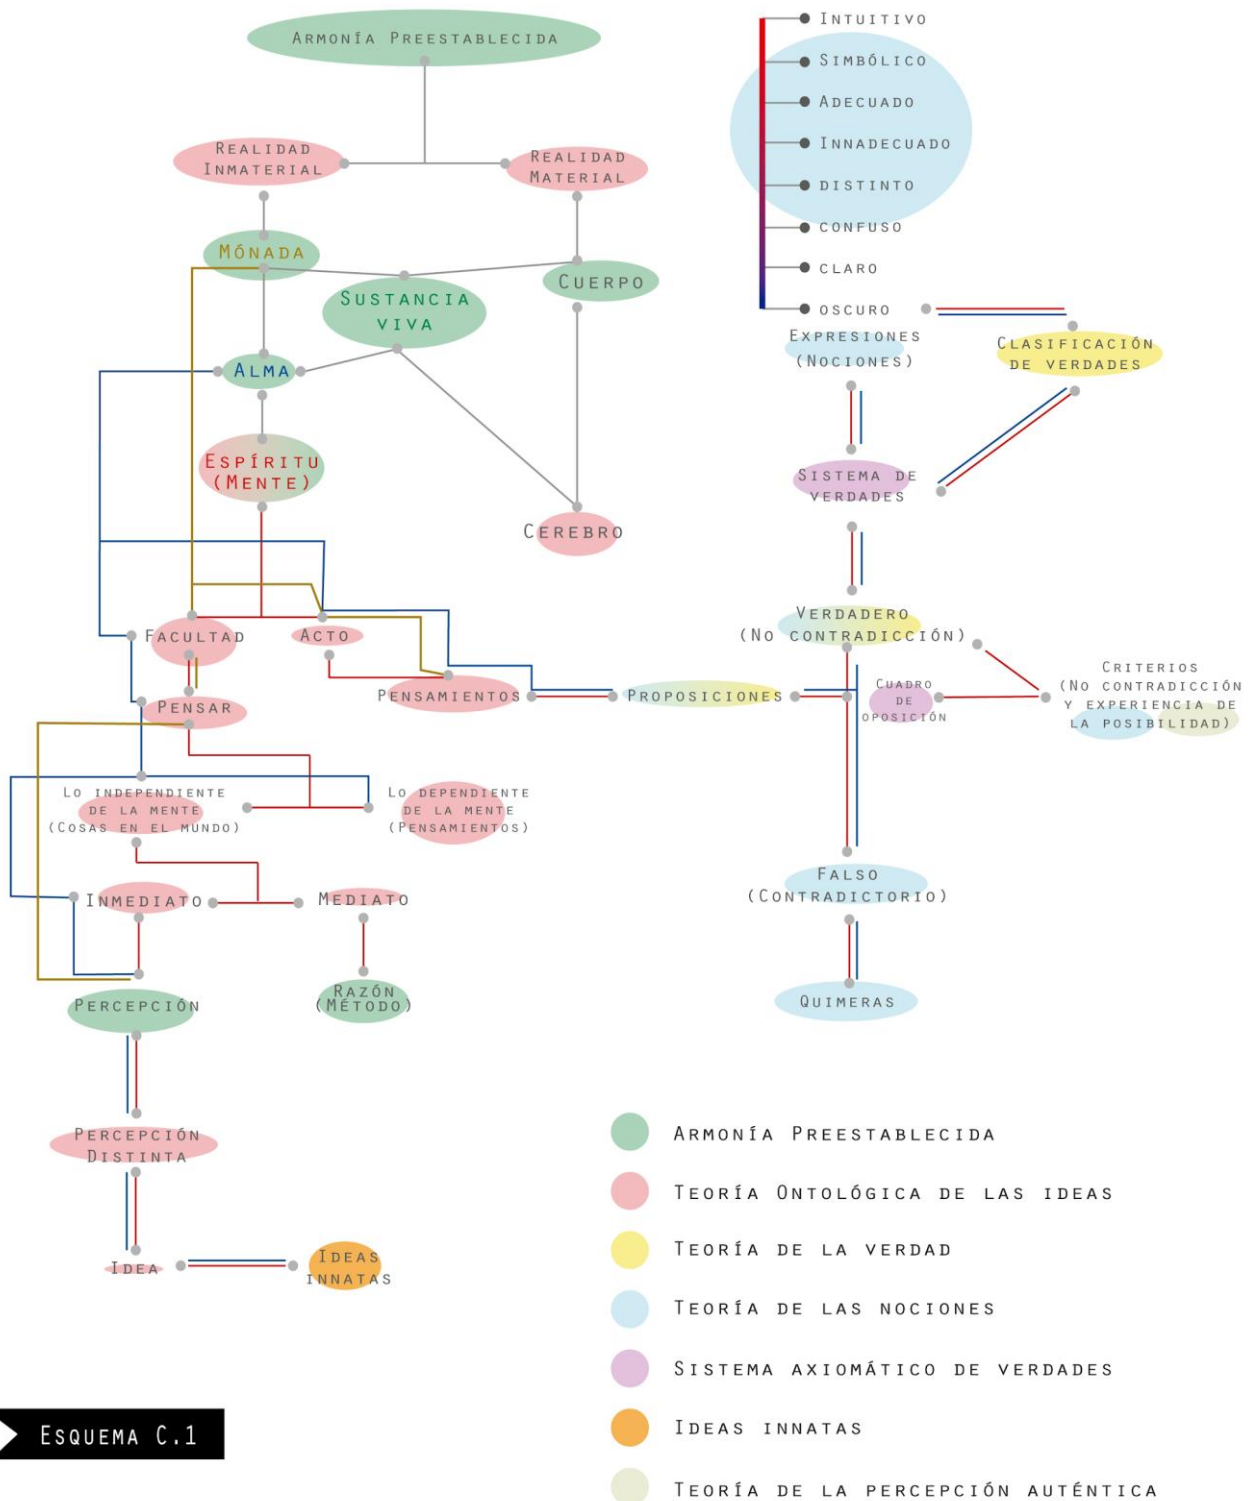 Armonía Preestablecida
Realidad
Inmaterial
Realidad
Material
Mónada
Cuerpo
Sustancia
viva
Alma
Espíritu
(Mente)
Cerebro
Facultad
Acto
Pensar
Pensamientos
Proposiciones
Lo independiente
de la mente
(Cosas en el mundo)
Lo dependiente
de la mente
(Pensamientos)
Inmediato
Mediato
Percepción
Razón
(Método)
Percepción
Distinta
Idea
Ideas
innatas
Intuitivo
Simbólico
Adecuado
Innadecuado
distinto
confuso
claro
oscuro
Expresiones
(Nociones)
Clasificación
de verdades
Sistema de
verdades
Verdadero
(No contradicción)
Cuadro
de
oposición
Criterios
(No contradicción
y experiencia de
la posibilidad)
Falso
(Contradictorio)
Quimeras
Armonía Preestablecida
Teoría Ontológica de las ideas
Teoría de la verdad
Teoría de las nociones
Sistema axiomático de verdades
Ideas innatas
Teoría de la percepción auténtica
Esquema C.1